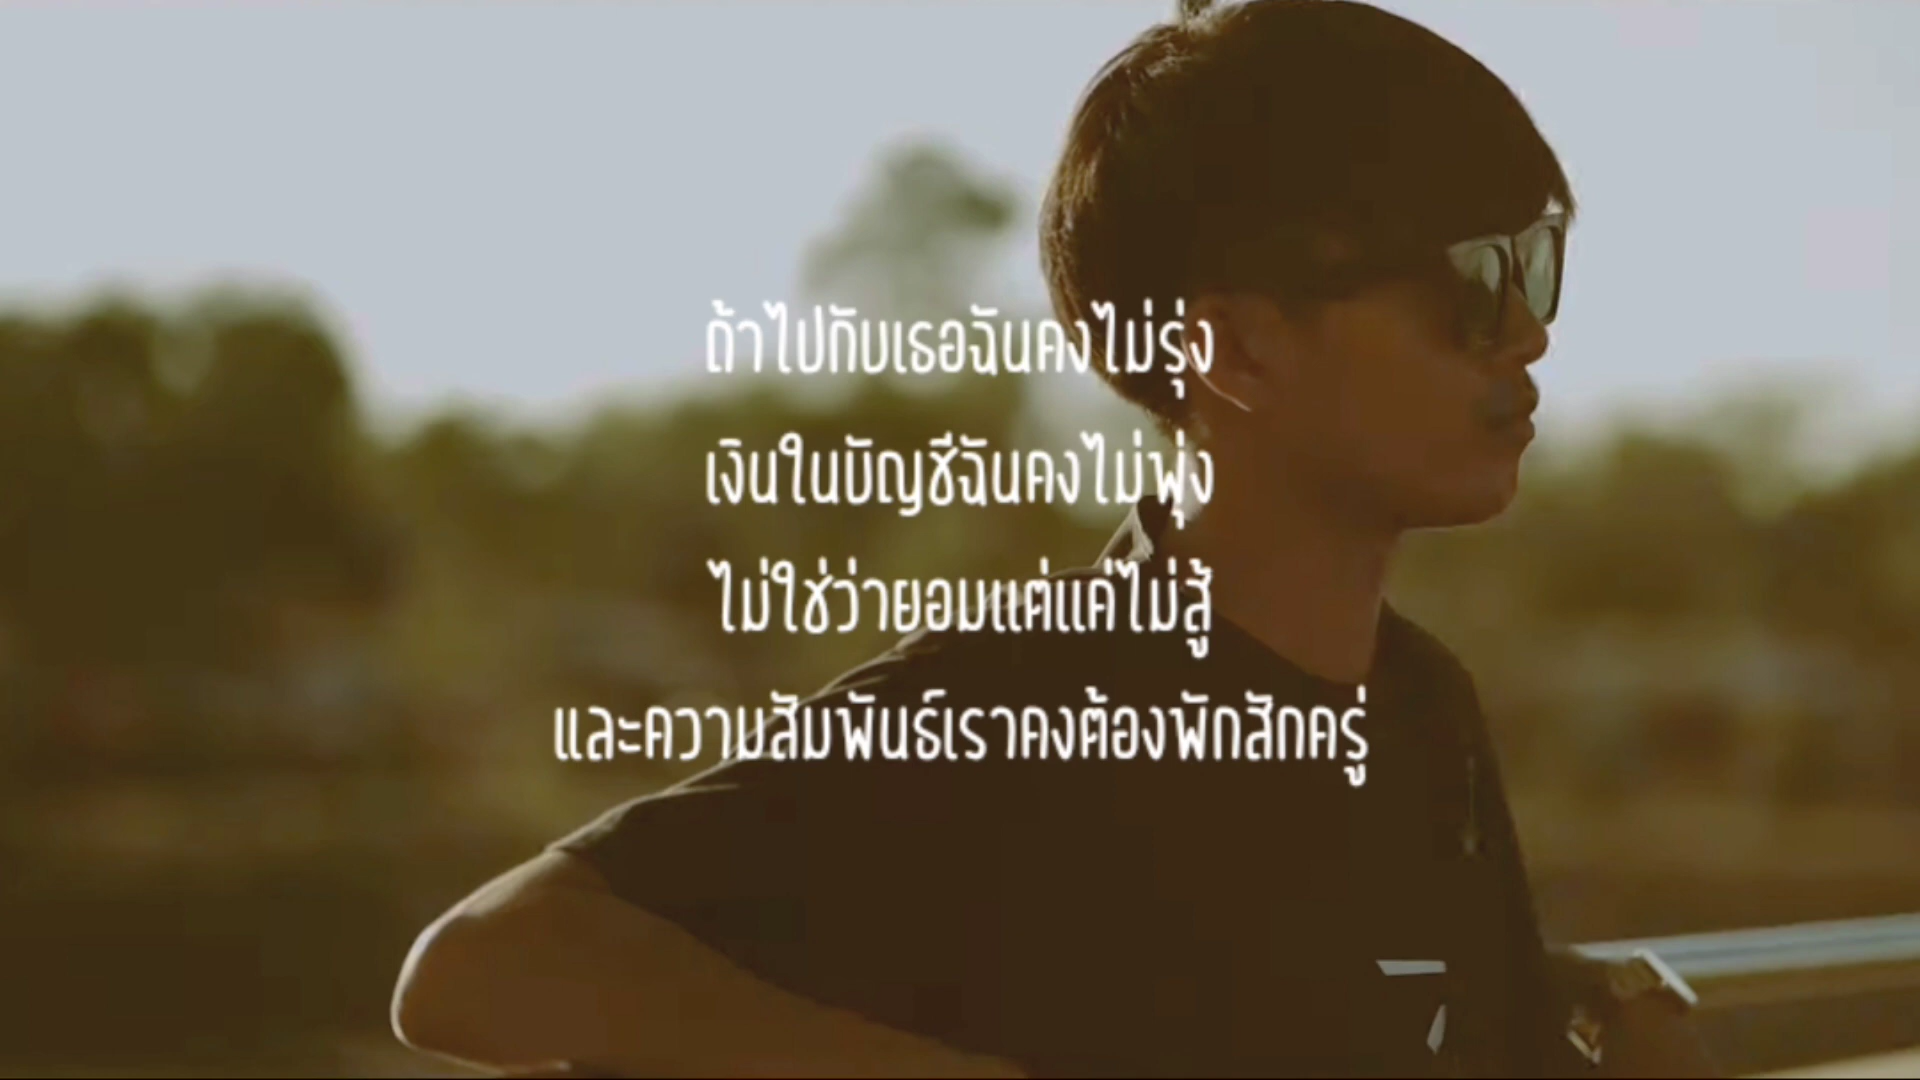 ถ้าไปกับเธอฉันคงไม่รุ่ง
เงินในบัญชีฉันคงไม่พุ่ง
ไม่ใช่ว่ายอมแต่แค่ไม่สู้
และความสัมพันธ์เราคงต้องพักสักครู่